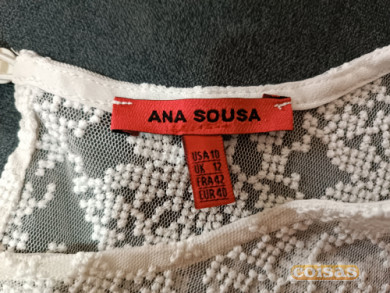 ANA SOUSA
USA 10
UK 12
FRA 42
EUR 40
coisas